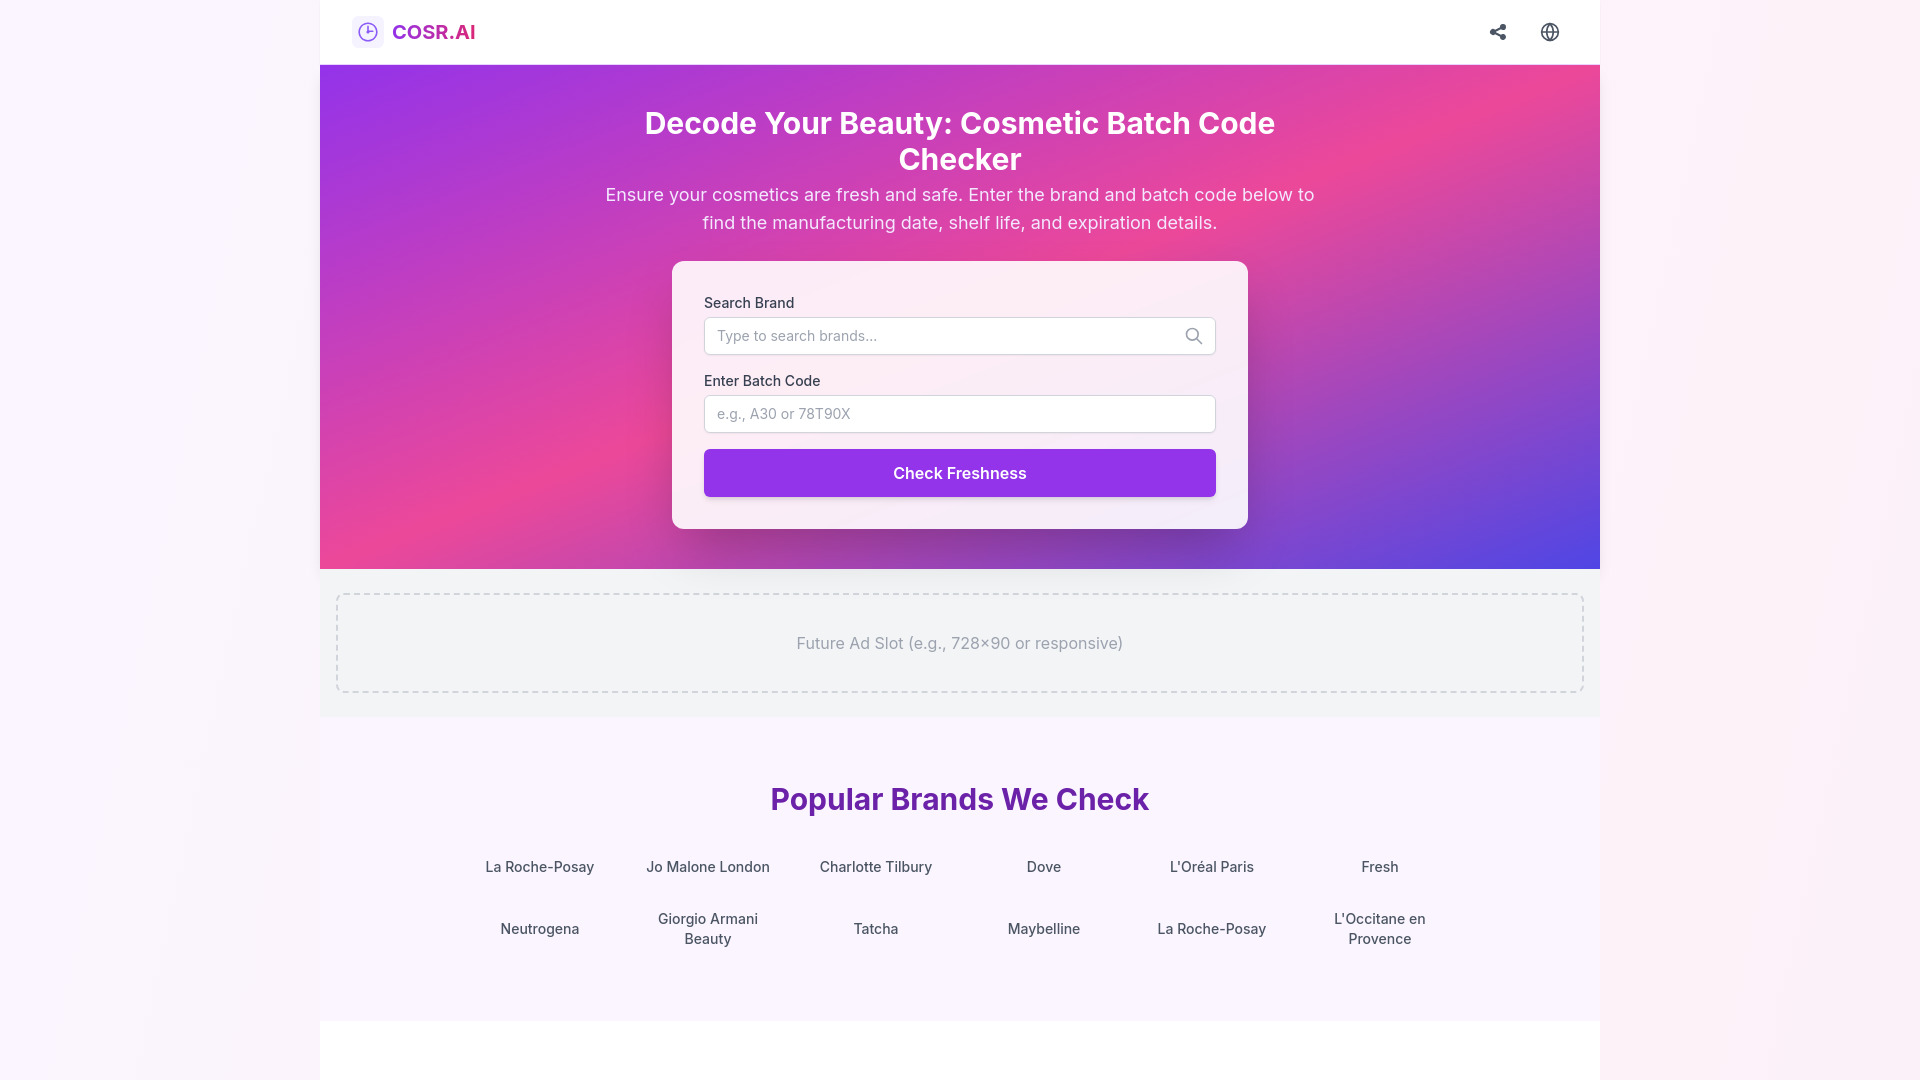 COSR.AI
Decode Your Beauty: Cosmetic Batch Code
Checker
Ensure your cosmetics are fresh and safe. Enter the brand and batch code below to
find the manufacturing date, shelf life, and expiration details.
Search Brand
Type to search brands...
Enter Batch Code
e.g., A30 or 78T90X
Check Freshness
Future Ad Slot (e.g., 728x90 or responsive)
Popular Brands We Check
La Roche-Posay
Jo Malone London
Charlotte Tilbury
Dove
L'Oréal Paris
Fresh
Neutrogena
Giorgio Armani
Beauty
Tatcha
Maybelline
La Roche-Posay
L'Occitane en
Provence